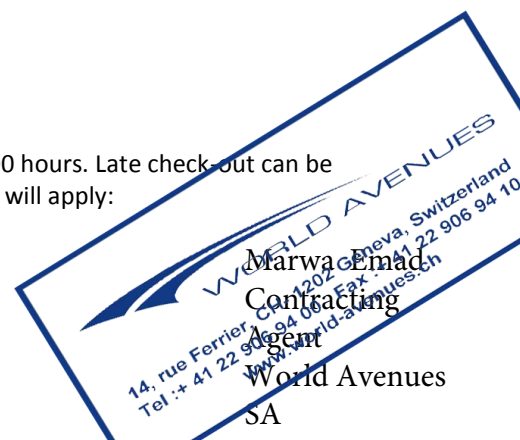 0 hours. Late check-out can be
will apply:
WORLD AVENUES
14, rue Ferrier, CH- 1202 Geneva, Switzerland
Tel :+ 41 22 906 94 00 - Fax : + 41 22 906 94 10
www.world-avenues.ch
Marwa Emad
Contracting
Agent
World Avenues
SA